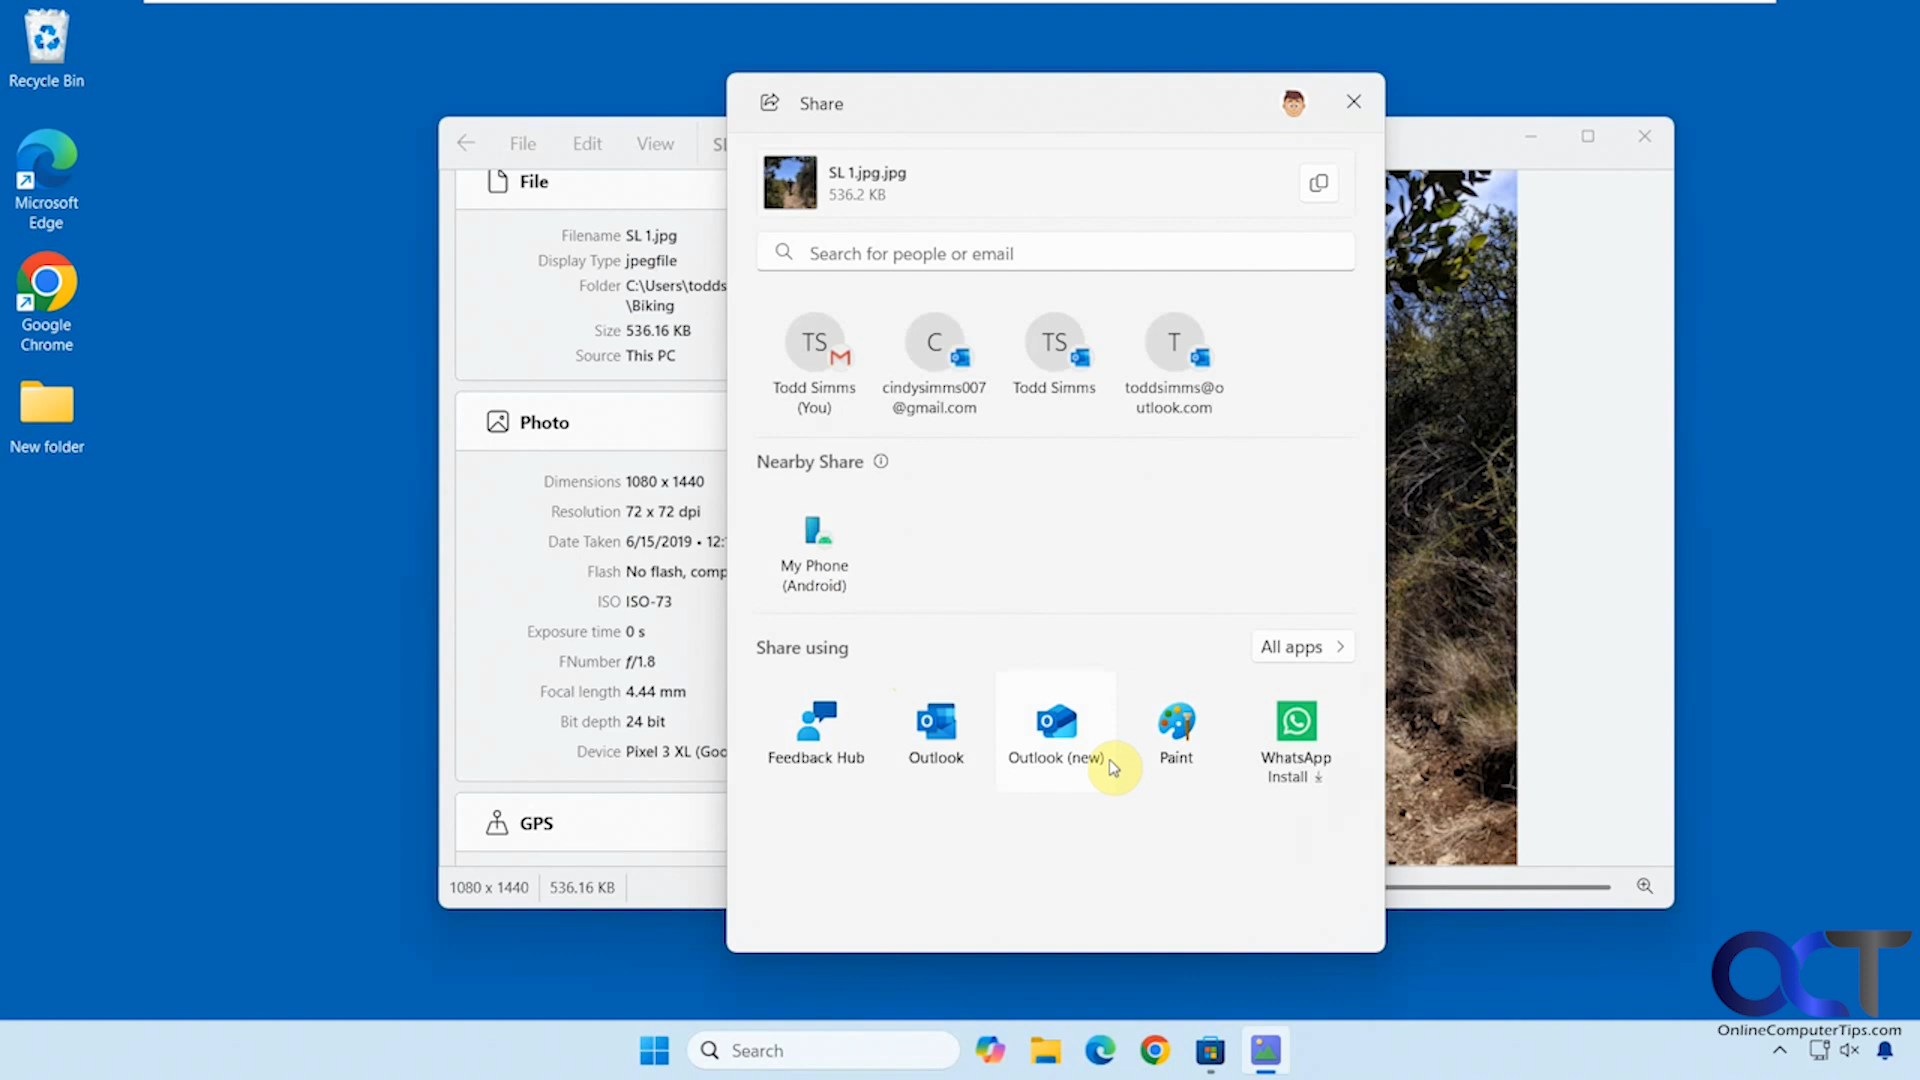 Recycle Bin
Microsoft
Edge
Google
Chrome
New folder
File Edit View
File
Filename SL 1.jpg
Display Type jpegfile
Folder C:\Users\todds
\Biking
Size 536.16 KB
Source This PC
Photo
Dimensions 1080 x 1440
Resolution 72 x 72 dpi
Date Taken 6/15/2019 • 12:
Flash No flash, comp
ISO ISO-73
Exposure time 0 s
FNumber f/1.8
Focal length 4.44 mm
Bit depth 24 bit
Device Pixel 3 XL (Goo
GPS
1080 x 1440 536.16 KB
Share
SL 1.jpg.jpg
536.2 KB
Search for people or email
TS C TS T
Todd Simms
(You)
cindysimms007
@gmail.com
Todd Simms
toddsimms@o
utlook.com
Nearby Share
My Phone
(Android)
Share using
All apps
Feedback Hub
Outlook
Outlook (new)
Paint
WhatsApp
Install
OCT
OnlineComputerTips.com
Search